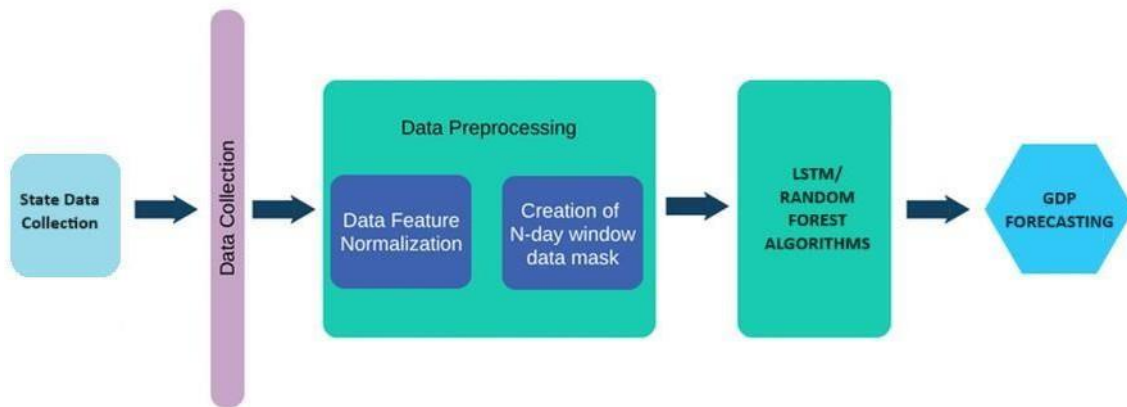 State Data
Collection
Data Collection
Data Preprocessing
Data Feature
Normalization
Creation of
N-day window
data mask
LSTM/
RANDOM
FOREST
ALGORITHMS
GDP
FORECASTING